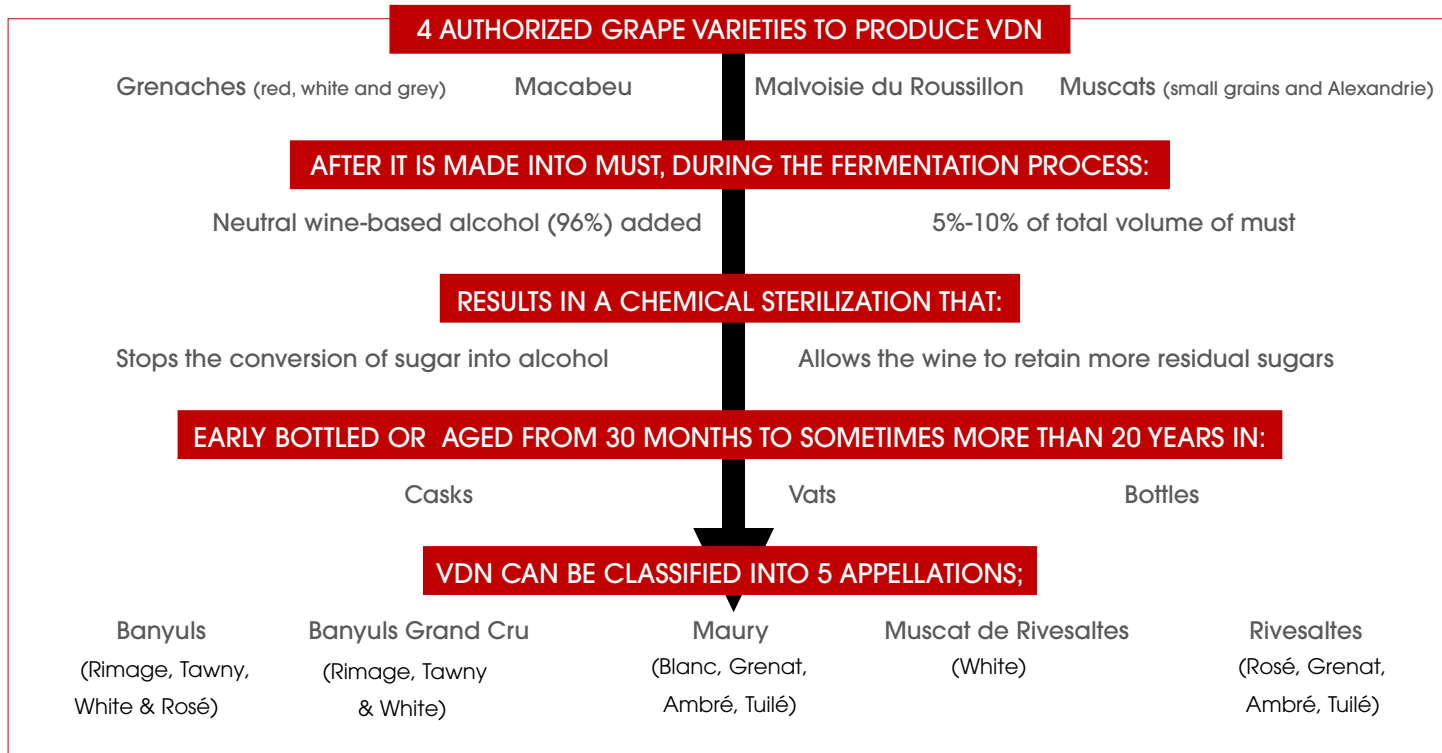 4 AUTHORIZED GRAPE VARIETIES TO PRODUCE VDN
Grenaches (red, white and grey) Macabeu Malvoisie du Roussillon Muscats (small grains and Alexandrie)
AFTER IT IS MADE INTO MUST, DURING THE FERMENTATION PROCESS:
Neutral wine-based alcohol (96%) added 5%-10% of total volume of must
RESULTS IN A CHEMICAL STERILIZATION THAT:
Stops the conversion of sugar into alcohol Allows the wine to retain more residual sugars
EARLY BOTTLED OR AGED FROM 30 MONTHS TO SOMETIMES MORE THAN 20 YEARS IN:
Casks Vats Bottles
VDN CAN BE CLASSIFIED INTO 5 APPELLATIONS;
Banyuls
(Rimage, Tawny,
White & Rosé)
Banyuls Grand Cru
(Rimage, Tawny
& White)
Maury
(Blanc, Grenat,
Ambré, Tuilé)
Muscat de Rivesaltes
(White)
Rivesaltes
(Rosé, Grenat,
Ambré, Tuilé)